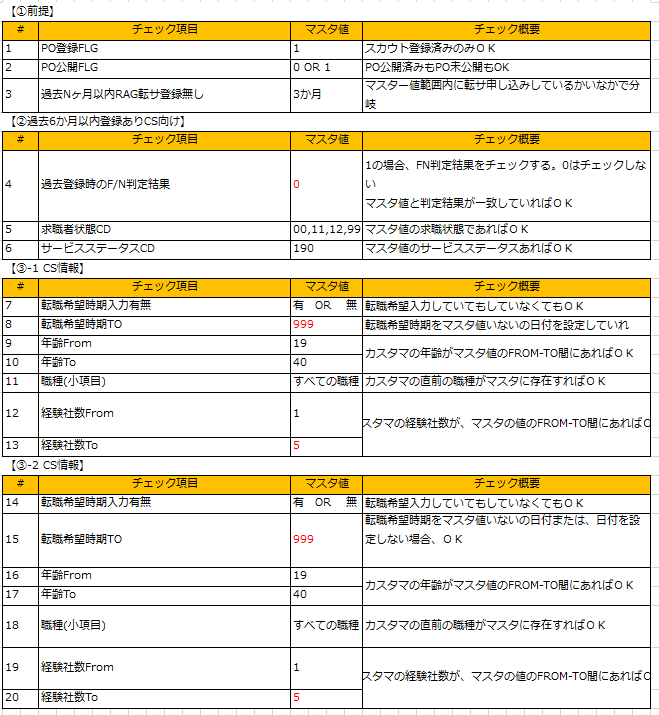 【①前提】
# チェック項目 マスタ値 チェック概要
1 PO登録FLG 1 スカウト登録済みのみＯＫ
2 PO公開FLG 0 OR 1 PO公開済みもPO未公開もOK
3 過去Nヶ月以内RAG転サ登録無し 3か月 マスター値範囲内に転サ申し込みしているかいなかで分
岐
【②過去6か月以内登録ありCS向け】
# チェック項目 マスタ値 チェック概要
4 過去登録時のF/N判定結果 0 1の場合、FN判定結果をチェックする。0はチェックしな
い
マスタ値と判定結果が一致していればＯＫ
5 求職者状態CD 00,11,12,99 マスタ値の求職状態であればＯＫ
6 サービスステータスCD 190 マスタ値のサービスステータスあればＯＫ
【③-1 CS情報】
# チェック項目 マスタ値 チェック概要
7 転職希望時期入力有無 有 OR 無 転職希望入力していてもしていなくてもＯＫ
8 転職希望時期TO 999 転職希望時期をマスタ値いないの日付を設定していれ
9 年齢From 19 カスタマの年齢がマスタ値のFROM-TO間にあればＯＫ
10 年齢To 40
11 職種(小項目) すべての職種 カスタマの直前の職種がマスタに存在すればＯＫ
12 経験社数From 1 スタマの経験社数が、マスタの値のFROM-TO間にあればＯ
13 経験社数To 5
【③-2 CS情報】
# チェック項目 マスタ値 チェック概要
14 転職希望時期入力有無 有 OR 無 転職希望入力していてもしていなくてもＯＫ
15 転職希望時期TO 999 転職希望時期をマスタ値いないの日付または、日付を設
定しない場合、ＯＫ
16 年齢From 19 カスタマの年齢がマスタ値のFROM-TO間にあればＯＫ
17 年齢To 40
18 職種(小項目) すべての職種 カスタマの直前の職種がマスタに存在すればＯＫ
19 経験社数From 1 スタマの経験社数が、マスタの値のFROM-TO間にあればＯ
20 経験社数To 5